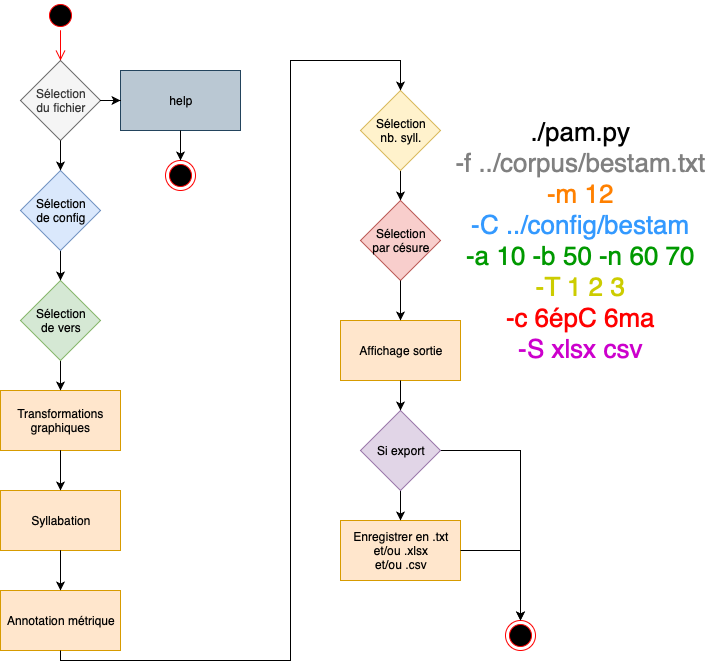 Sélection
du fichier
help
Sélection
de config
Sélection
de vers
Transformations
graphiques
Syllabation
Annotation métrique
Sélection
nb. syll.
Sélection
par césure
Affichage sortie
Si export
Enregistrer en .txt
et/ou .xlsx
et/ou .csv
./pam.py
-f ../corpus/bestam.txt
-m 12
-C ../config/bestam
-a 10 -b 50 -n 60 70
-T 1 2 3
-c 6épC 6ma
-S xlsx csv